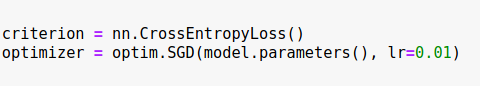 criterion = nn.CrossEntropyLoss()
optimizer = optim.SGD(model.parameters(), lr=0.01)